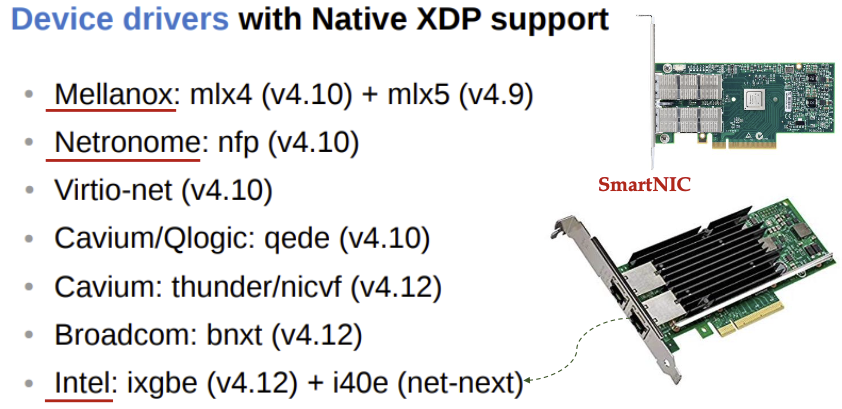 Device drivers with Native XDP support
Mellanox: mlx4 (v4.10) + mlx5 (v4.9)
Netronome: nfp (v4.10)
Virtio-net (v4.10)
Cavium/Qlogic: qede (v4.10)
Cavium: thunder/nicvf (v4.12)
Broadcom: bnxt (v4.12)
Intel: ixgbe (v4.12) + i40e (net-next)
SmartNIC